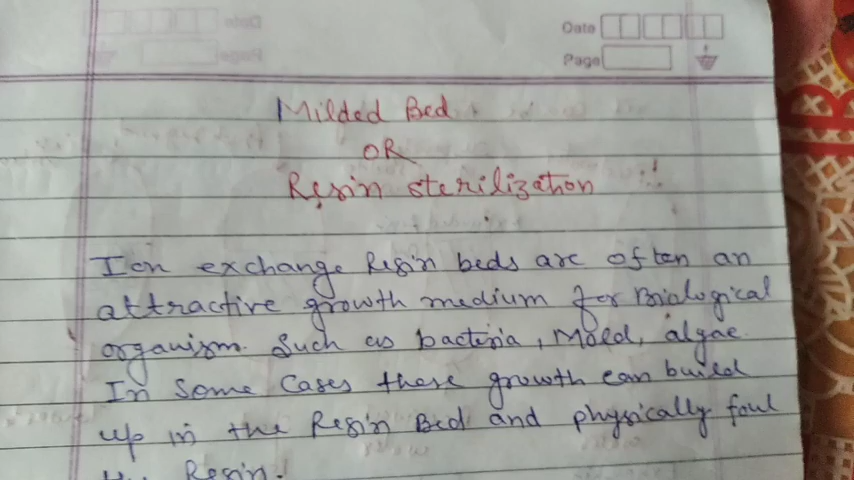 Date
Page
Milded Bed
OR
Resin sterilization :!
Ion exchange Resin beds are often an
attractive growth medium for Biological
organism. Such as bacteria, Mold, algae.
In Some Cases these growth can build
up in the Resin Bed and physically foul
the Resin.